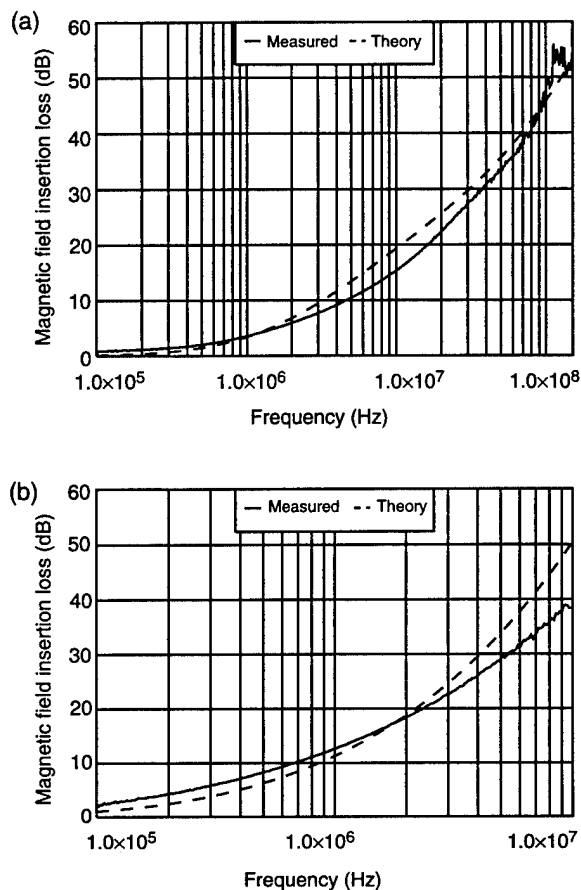 (a)
Measured Theory
Magnetic field insertion loss (dB)
60
50
40
30
20
10
0
1.0×10⁵ 1.0×10⁶ 1.0×10⁷ 1.0×10⁸
Frequency (Hz)
(b)
Measured Theory
Magnetic field insertion loss (dB)
60
50
40
30
20
10
0
1.0×10⁵ 1.0×10⁶ 1.0×10⁷
Frequency (Hz)